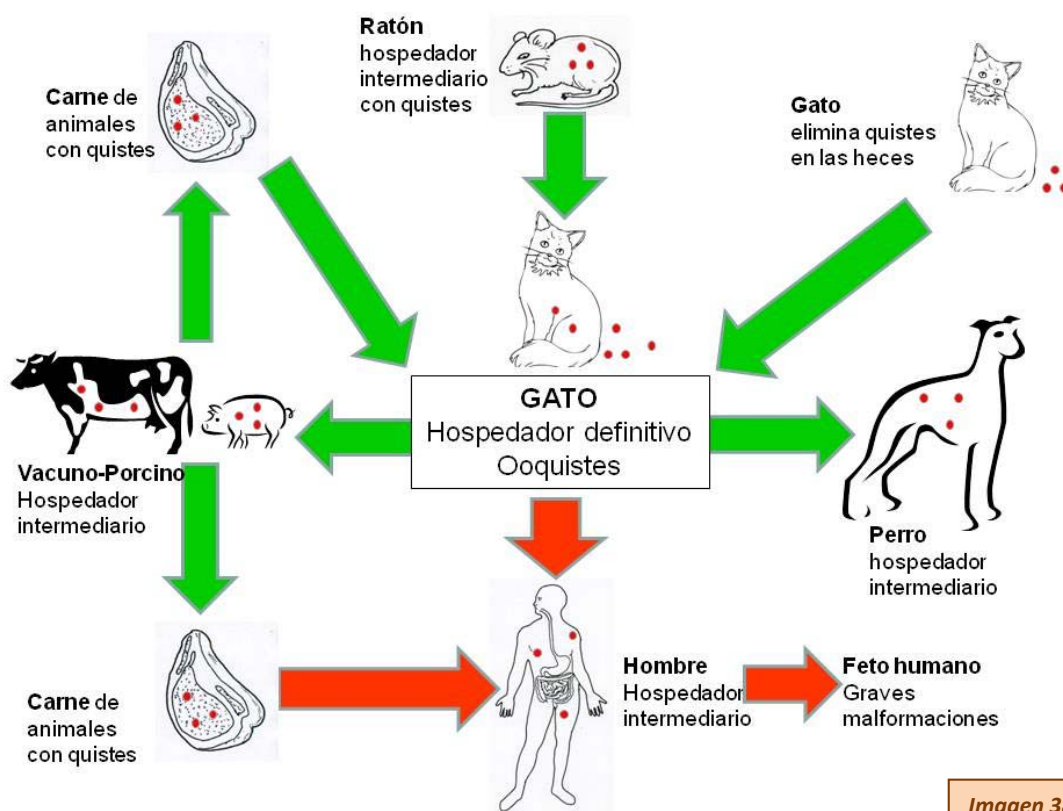 Ratón
hospedador
intermediario
con quistes
Carne de
animales
con quistes
Gato
elimina quistes
en las heces
GATO
Hospedador definitivo
Ooquistes
Vacuno-Porcino
Hospedador
intermediario
Perro
hospedador
intermediario
Carne de
animales
con quistes
Hombre
Hospedador
intermediario
Feto humano
Graves
malformaciones
Imagen 3